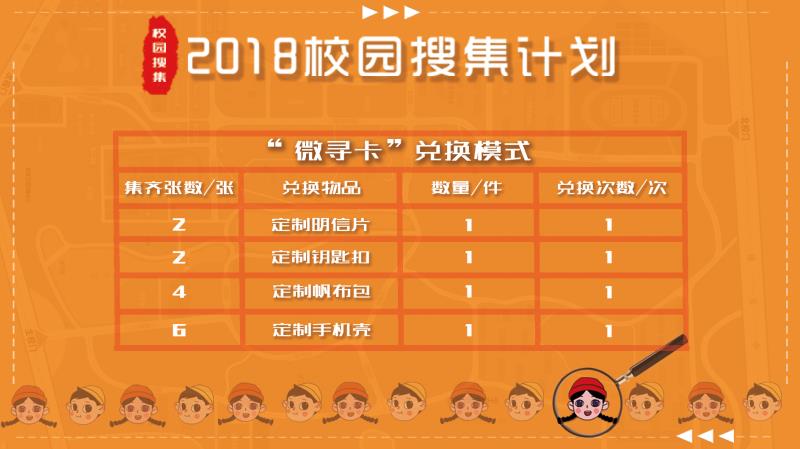 校园搜集
2018校园搜集计划
“微寻卡”兑换模式
集齐张数/张 兑换物品 数量/件 兑换次数/次
2 定制明信片 1 1
2 定制钥匙扣 1 1
4 定制帆布包 1 1
6 定制手机壳 1 1